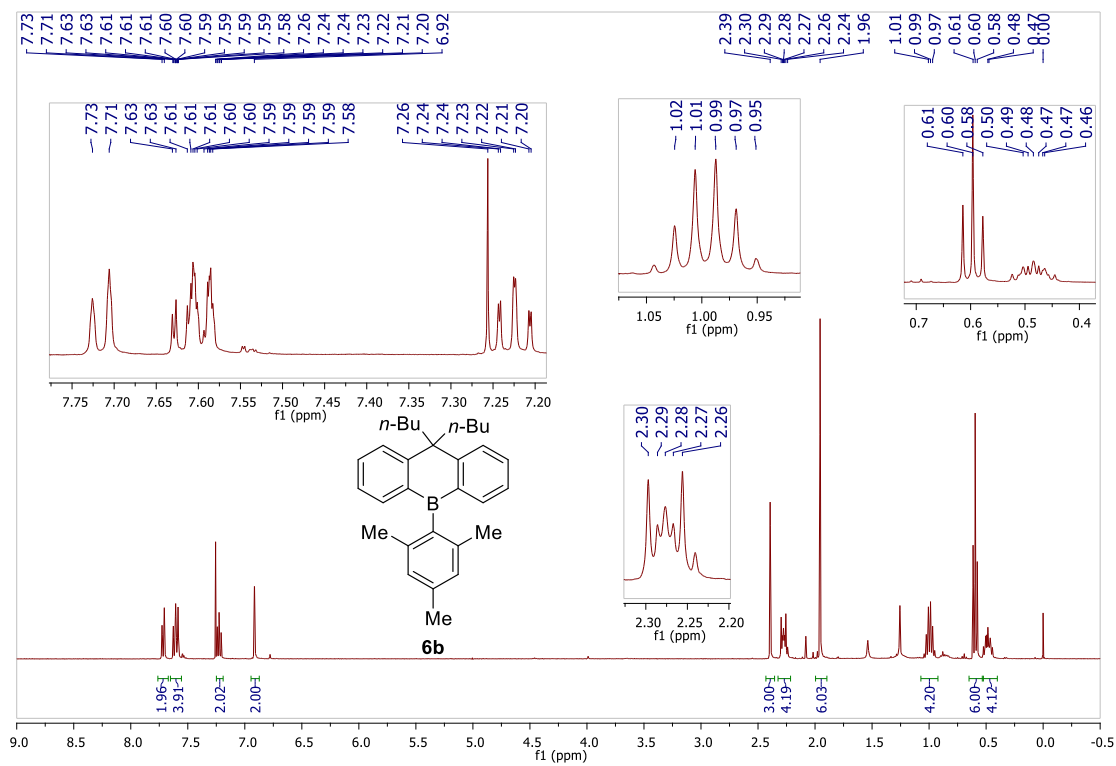 7.73 7.71 7.63 7.63 7.61 7.61 7.61 7.60 7.60 7.59 7.59 7.59 7.59 7.58 7.26 7.24 7.24 7.23 7.22 7.21 7.20 6.92
2.39 2.30 2.29 2.28 2.27 2.26 2.24 1.96
1.01 0.99 0.97 0.61 0.60 0.58 0.48 0.47 0.00
7.73 7.71 7.63 7.63 7.61 7.61 7.61 7.60 7.60 7.59 7.59 7.59 7.59 7.58
7.26 7.24 7.24 7.23 7.22 7.21 7.20
7.75 7.70 7.65 7.60 7.55 7.50 7.45 7.40 7.35 7.30 7.25 7.20
f1 (ppm)
1.02 1.01 0.99 0.97 0.95
1.05 1.00 0.95
f1 (ppm)
0.61 0.60 0.58 0.50 0.49 0.48 0.47 0.47 0.46
0.7 0.6 0.5 0.4
f1 (ppm)
2.30 2.29 2.28 2.27 2.26
2.30 2.25 2.20
f1 (ppm)
n-Bu n-Bu
B
Me Me
Me
6b
1.96 3.91 2.02 2.00 3.00 4.19 6.03 4.20 6.00 4.12
9.0 8.5 8.0 7.5 7.0 6.5 6.0 5.5 5.0 4.5 4.0 3.5 3.0 2.5 2.0 1.5 1.0 0.5 0.0 -0.5
f1 (ppm)